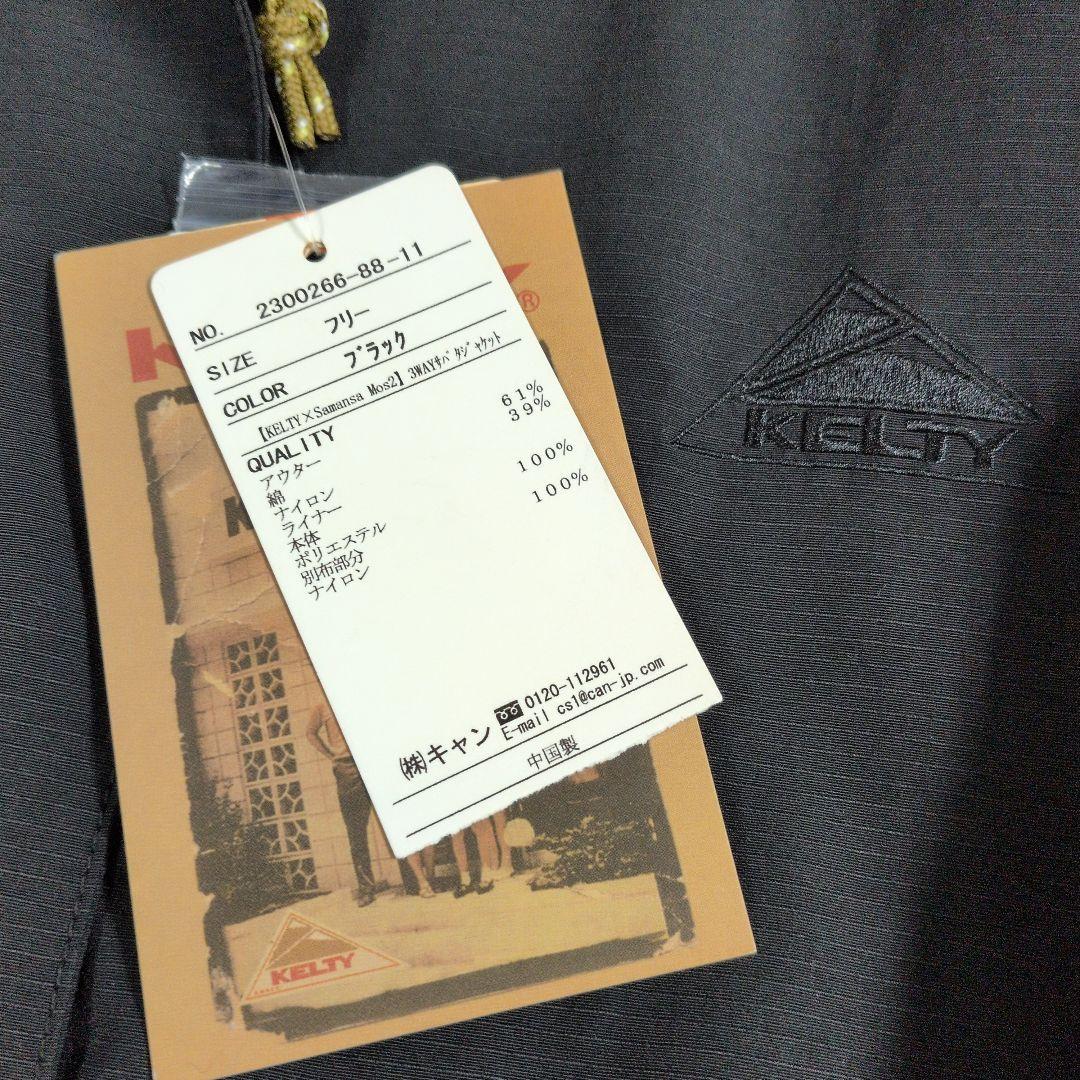 NO. 2300266-88-11
SIZE フリー
COLOR ブラック
【KELTY×Samansa Mos2】3WAYｻﾊﾞﾀｼﾞｬｹｯﾄ
QUALITY
アウター
綿 61%
ナイロン 39%
ライナー
本体
ポリエステル 100%
別布部分
ナイロン 100%
㈱キャン 0120-112961
E-mail cs1@can-jp.com
中国製
KELTY
KELTY